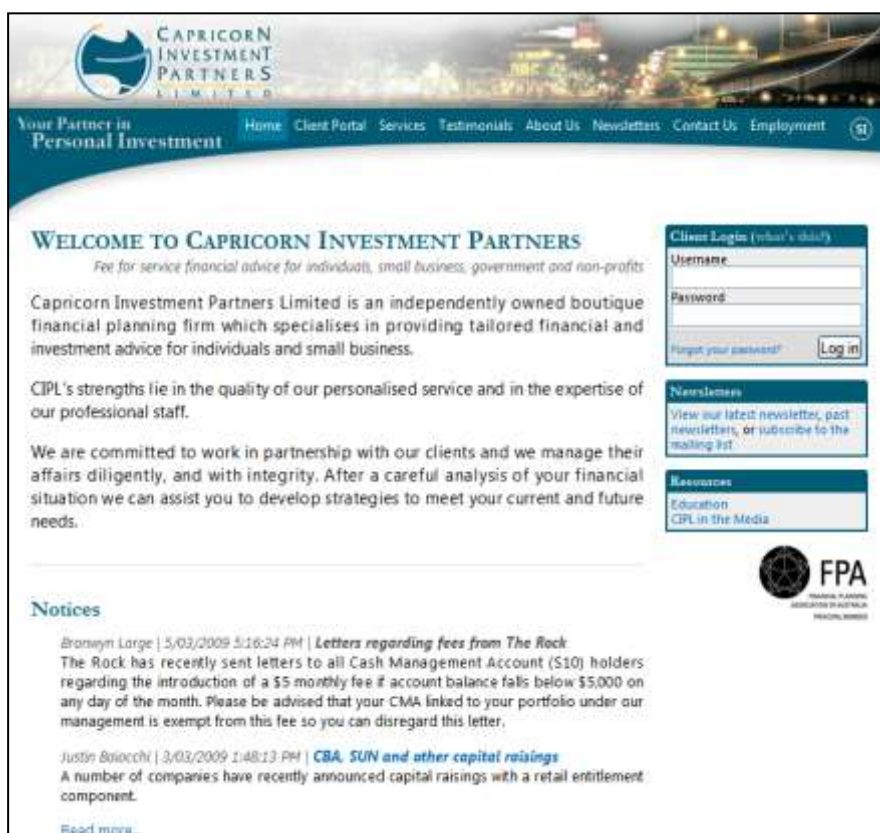 CAPRICORN
INVESTMENT
PARTNERS
LIMITED
Your Partner in
Personal Investment
Home Client Portal Services Testimonials About Us Newsletters Contact Us Employment SI
WELCOME TO CAPRICORN INVESTMENT PARTNERS
Fee for service financial advice for individuals, small business, government and non-profits
Capricorn Investment Partners Limited is an independently owned boutique
financial planning firm which specialises in providing tailored financial and
investment advice for individuals and small business.
CIPL's strengths lie in the quality of our personalised service and in the expertise of
our professional staff.
We are committed to work in partnership with our clients and we manage their
affairs diligently, and with integrity. After a careful analysis of your financial
situation we can assist you to develop strategies to meet your current and future
needs.
Notices
Bronwyn Large | 5/03/2009 5:16:24 PM | Letters regarding fees from The Rock
The Rock has recently sent letters to all Cash Management Account (S10) holders
regarding the introduction of a $5 monthly fee if account balance falls below $5,000 on
any day of the month. Please be advised that your CMA linked to your portfolio under our
management is exempt from this fee so you can disregard this letter.
Justin Baiocchi | 3/03/2009 1:48:13 PM | CBA, SUN and other capital raisings
A number of companies have recently announced capital raisings with a retail entitlement
component.
Read more..
Client Login (what's this?)
Username
Password
Forgot your password? Log in
Newsletters
View our latest newsletter, past
newsletters, or subscribe to the
mailing list
Resources
Education
CIPL in the Media
FPA
FINANCIAL PLANNING
ASSOCIATION OF AUSTRALIA
PRINCIPAL MEMBER